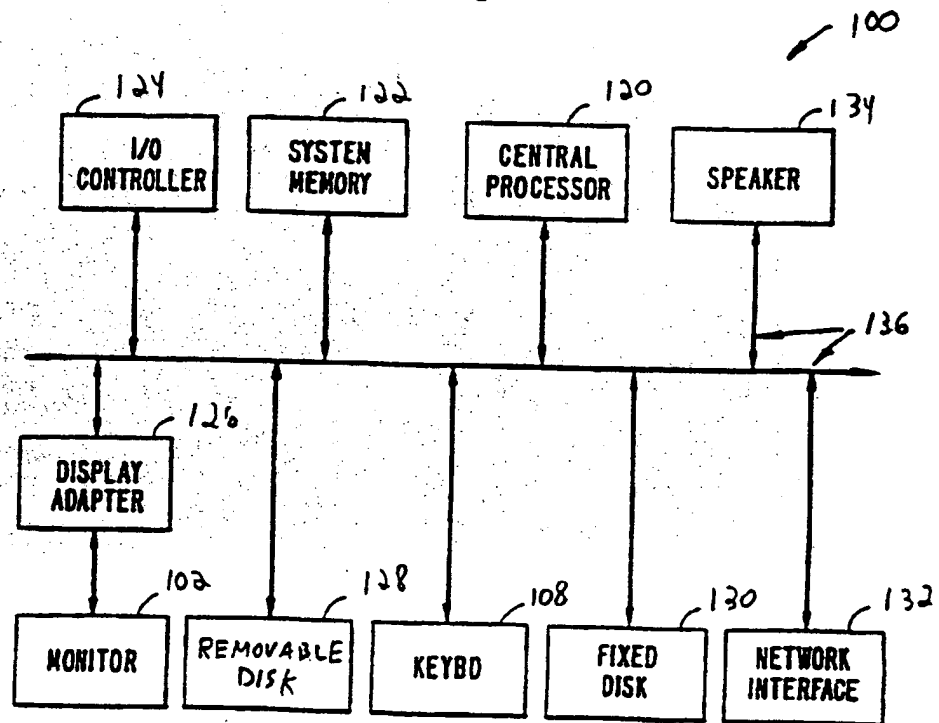 100
124
122
120
134
I/O
CONTROLLER
SYSTEM
MEMORY
CENTRAL
PROCESSOR
SPEAKER
136
126
DISPLAY
ADAPTER
102
128
108
130
132
MONITOR
REMOVABLE
DISK
KEYBD
FIXED
DISK
NETWORK
INTERFACE